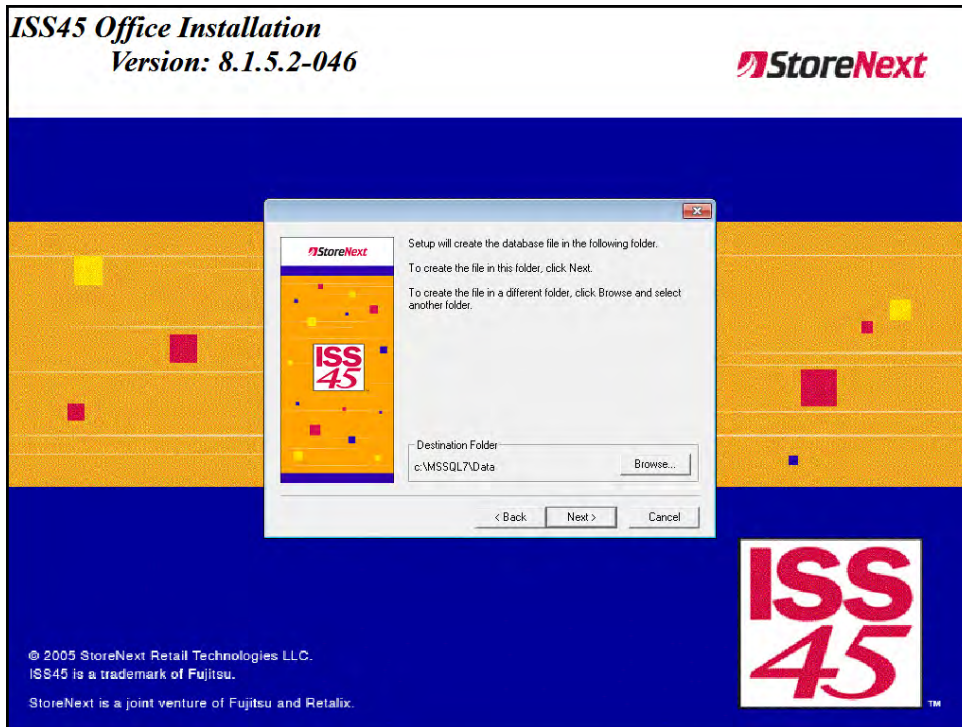 ISS45 Office Installation
Version: 8.1.5.2-046
StoreNext
StoreNext
Setup will create the database file in the following folder.
To create the file in this folder, click Next.
To create the file in a different folder, click Browse and select
another folder.
ISS
45
Destination Folder
c:\MSSQL7\Data
Browse...
< Back
Next >
Cancel
ISS
45
TM
© 2005 StoreNext Retail Technologies LLC.
ISS45 is a trademark of Fujitsu.
StoreNext is a joint venture of Fujitsu and Retalix.